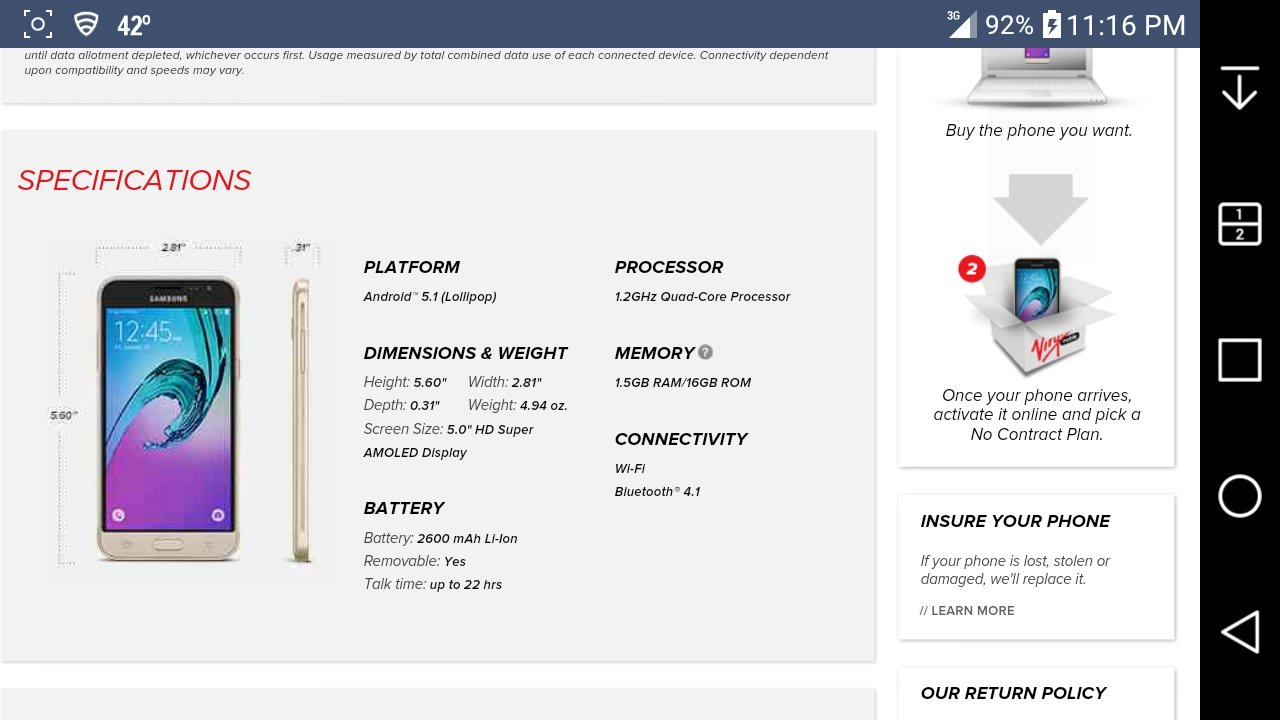 42º
3G 92% 11:16 PM
until data allotment depleted, whichever occurs first. Usage measured by total combined data use of each connected device. Connectivity dependent
upon compatibility and speeds may vary.
SPECIFICATIONS
2.81"
.31"
5.60"
SAMSUNG
12:45
PLATFORM
Android™ 5.1 (Lollipop)
DIMENSIONS & WEIGHT
Height: 5.60" Width: 2.81"
Depth: 0.31" Weight: 4.94 oz.
Screen Size: 5.0" HD Super
AMOLED Display
BATTERY
Battery: 2600 mAh Li-Ion
Removable: Yes
Talk time: up to 22 hrs
PROCESSOR
1.2GHz Quad-Core Processor
MEMORY ?
1.5GB RAM/16GB ROM
CONNECTIVITY
Wi-Fi
Bluetooth® 4.1
Buy the phone you want.
2
Virgin mobile
Once your phone arrives,
activate it online and pick a
No Contract Plan.
INSURE YOUR PHONE
If your phone is lost, stolen or
damaged, we'll replace it.
// LEARN MORE
OUR RETURN POLICY
1
2